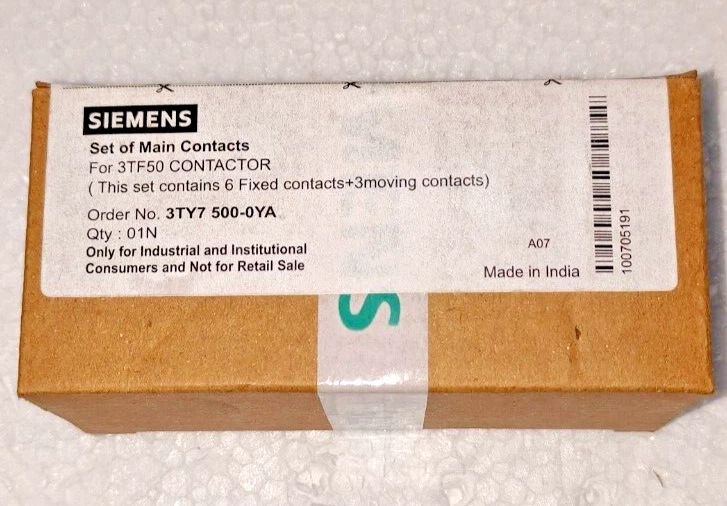 SIEMENS
Set of Main Contacts
For 3TF50 CONTACTOR
( This set contains 6 Fixed contacts+3moving contacts)
Order No. 3TY7 500-0YA
Qty : 01N
Only for Industrial and Institutional
Consumers and Not for Retail Sale
A07
Made in India
100705191
S